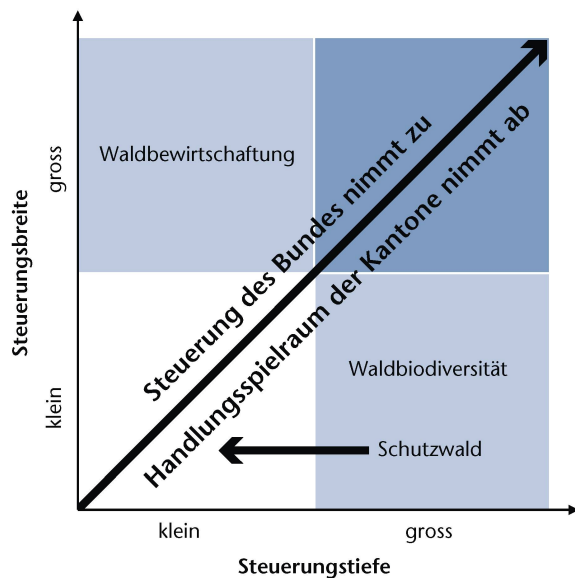 Steuerungsbreite
gross
klein
Waldbewirtschaftung
Steuerung des Bundes nimmt zu
Handlungsspielraum der Kantone nimmt ab
Waldbiodiversität
Schutzwald
klein
gross
Steuerungstiefe